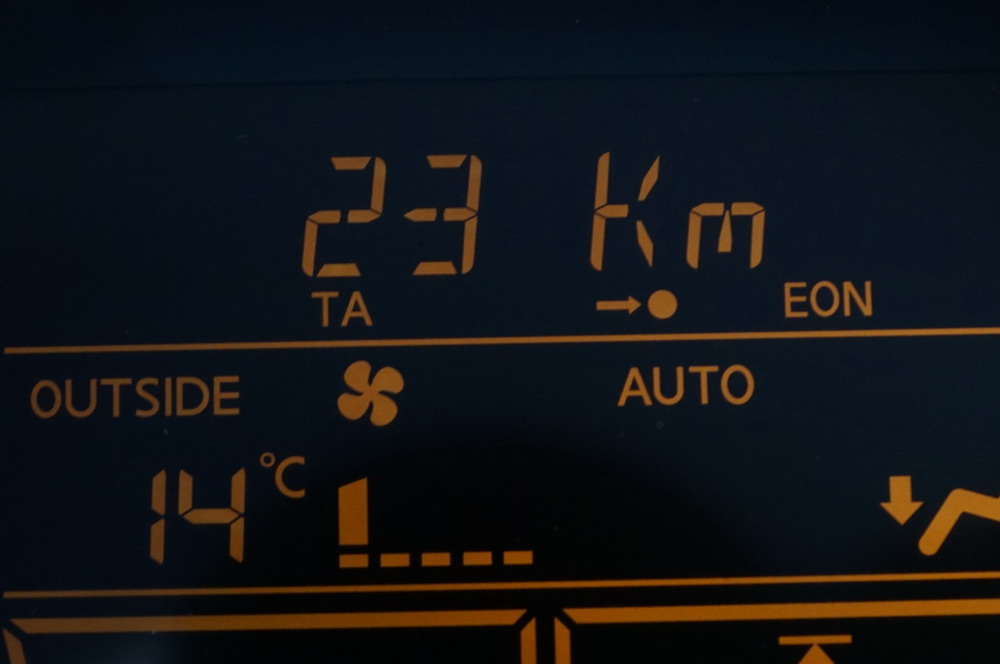 23 Km
TA EON
OUTSIDE AUTO
14°C